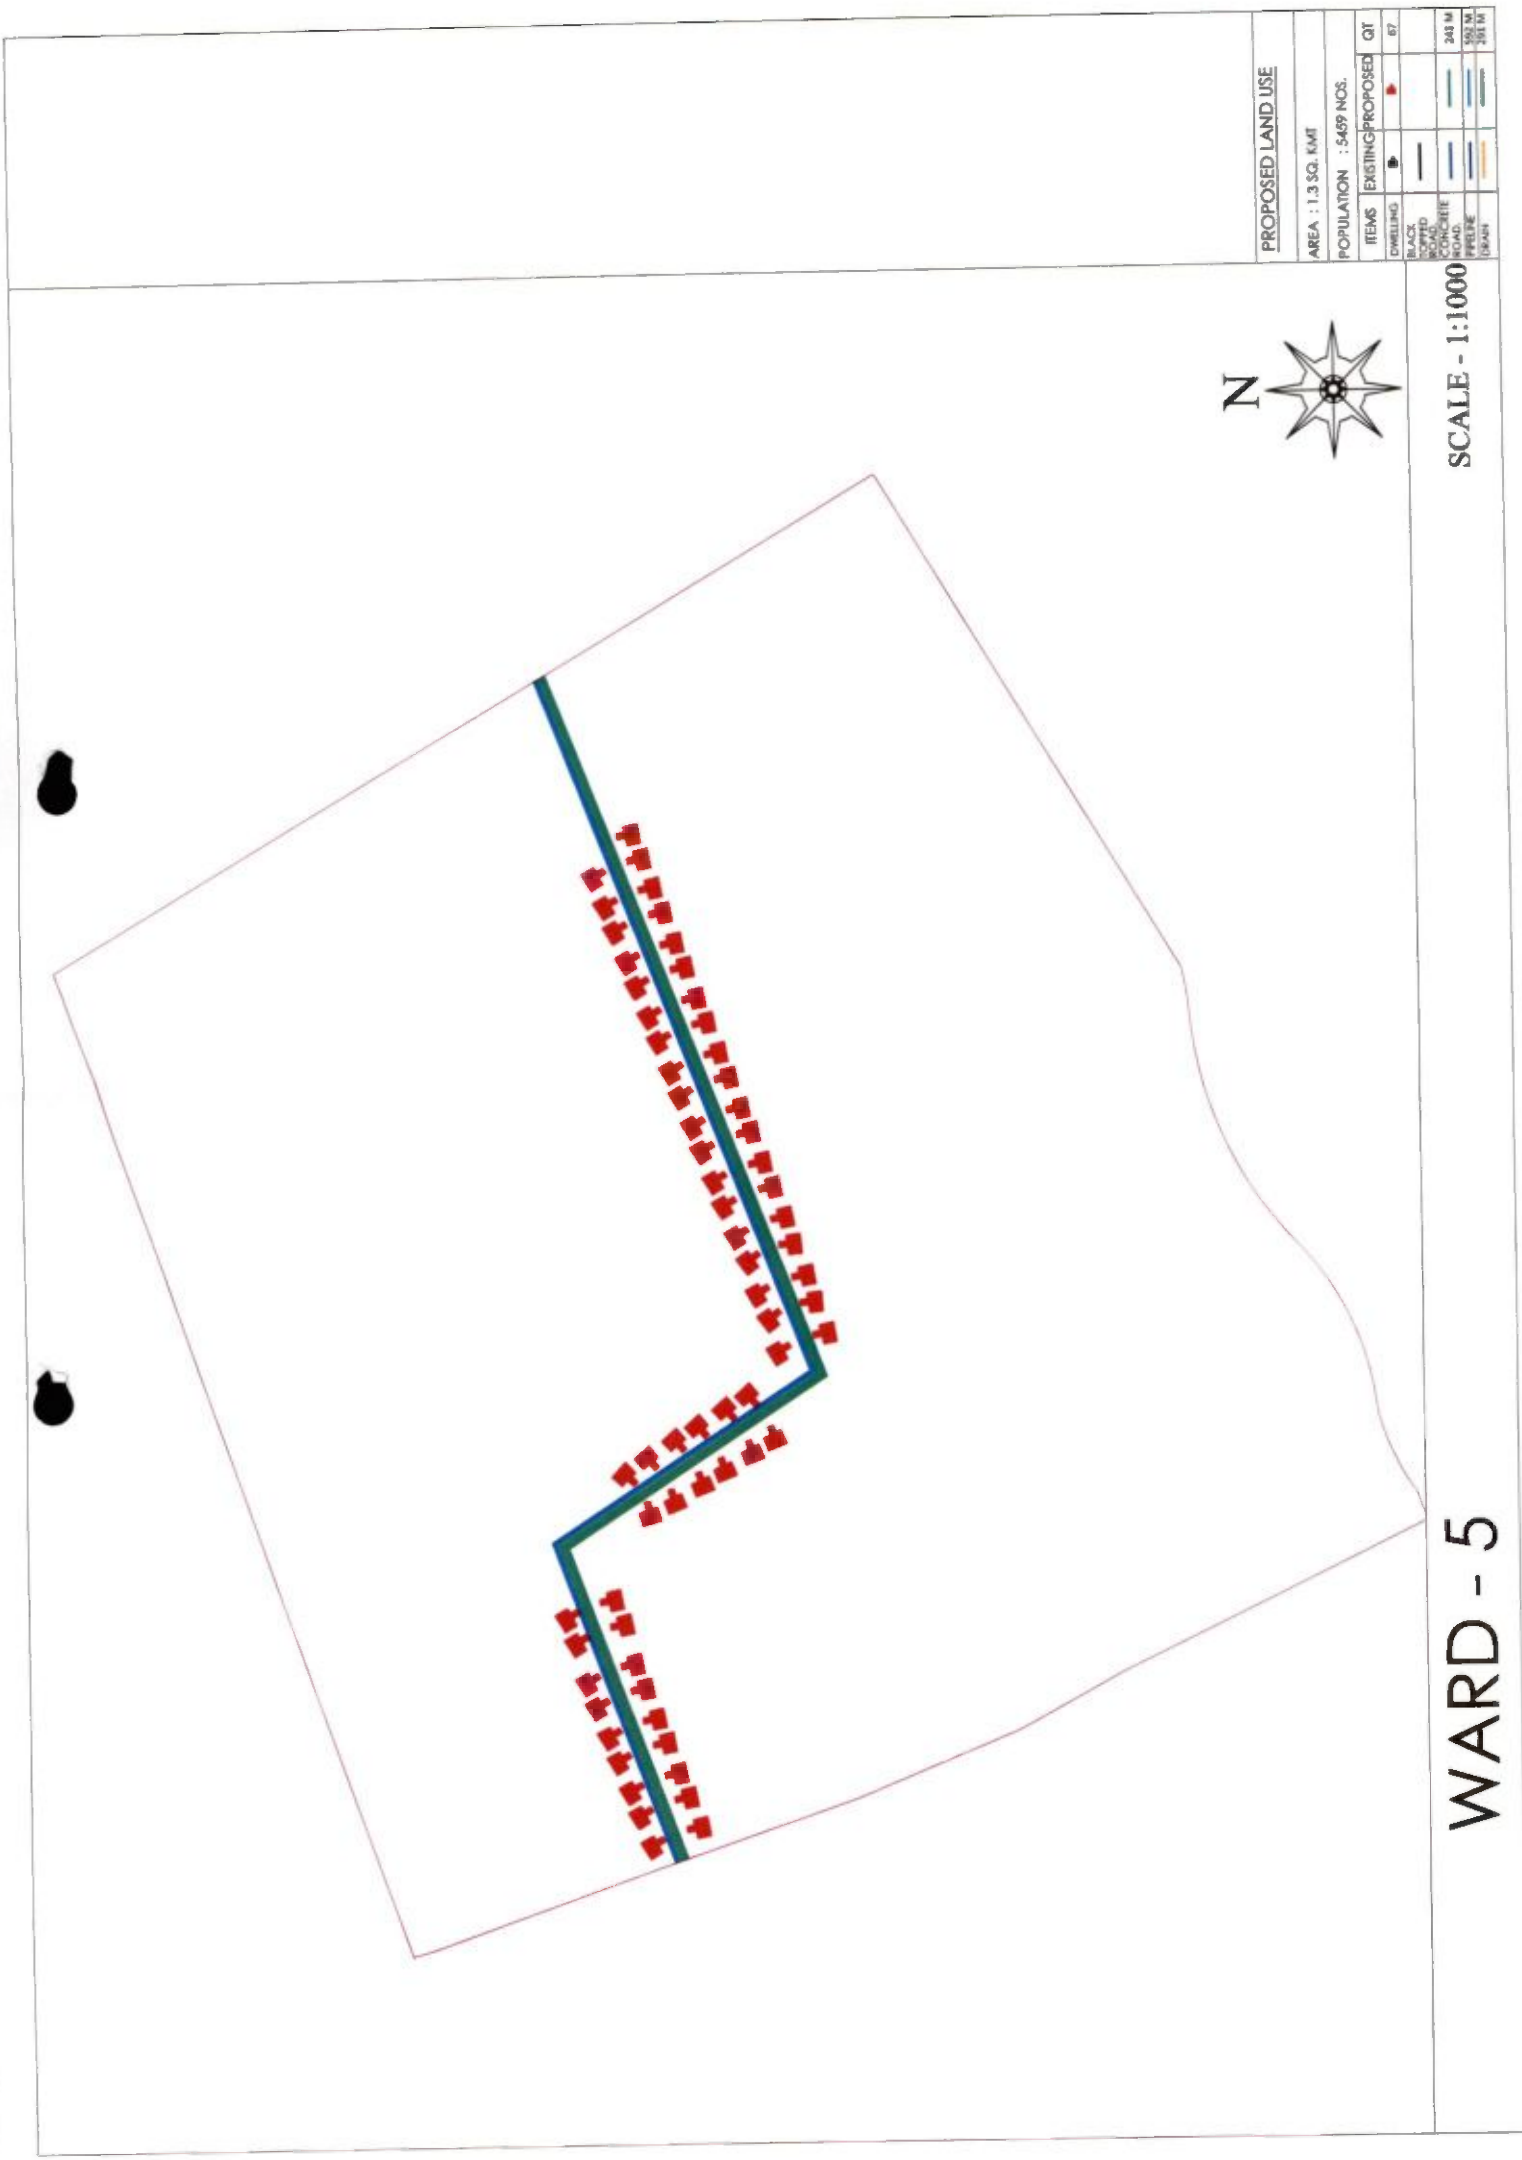 PROPOSED LAND USE
AREA : 1.3 SQ. KMT
POPULATION : 5459 NOS.
ITEMS EXISTING PROPOSED QT
DWELLING 67
BLACK
TOPPED
ROAD.
CONCRETE
ROAD. 248 M
PIPELINE 592 M
DRAIN 291 M
N
SCALE - 1:1000
WARD - 5